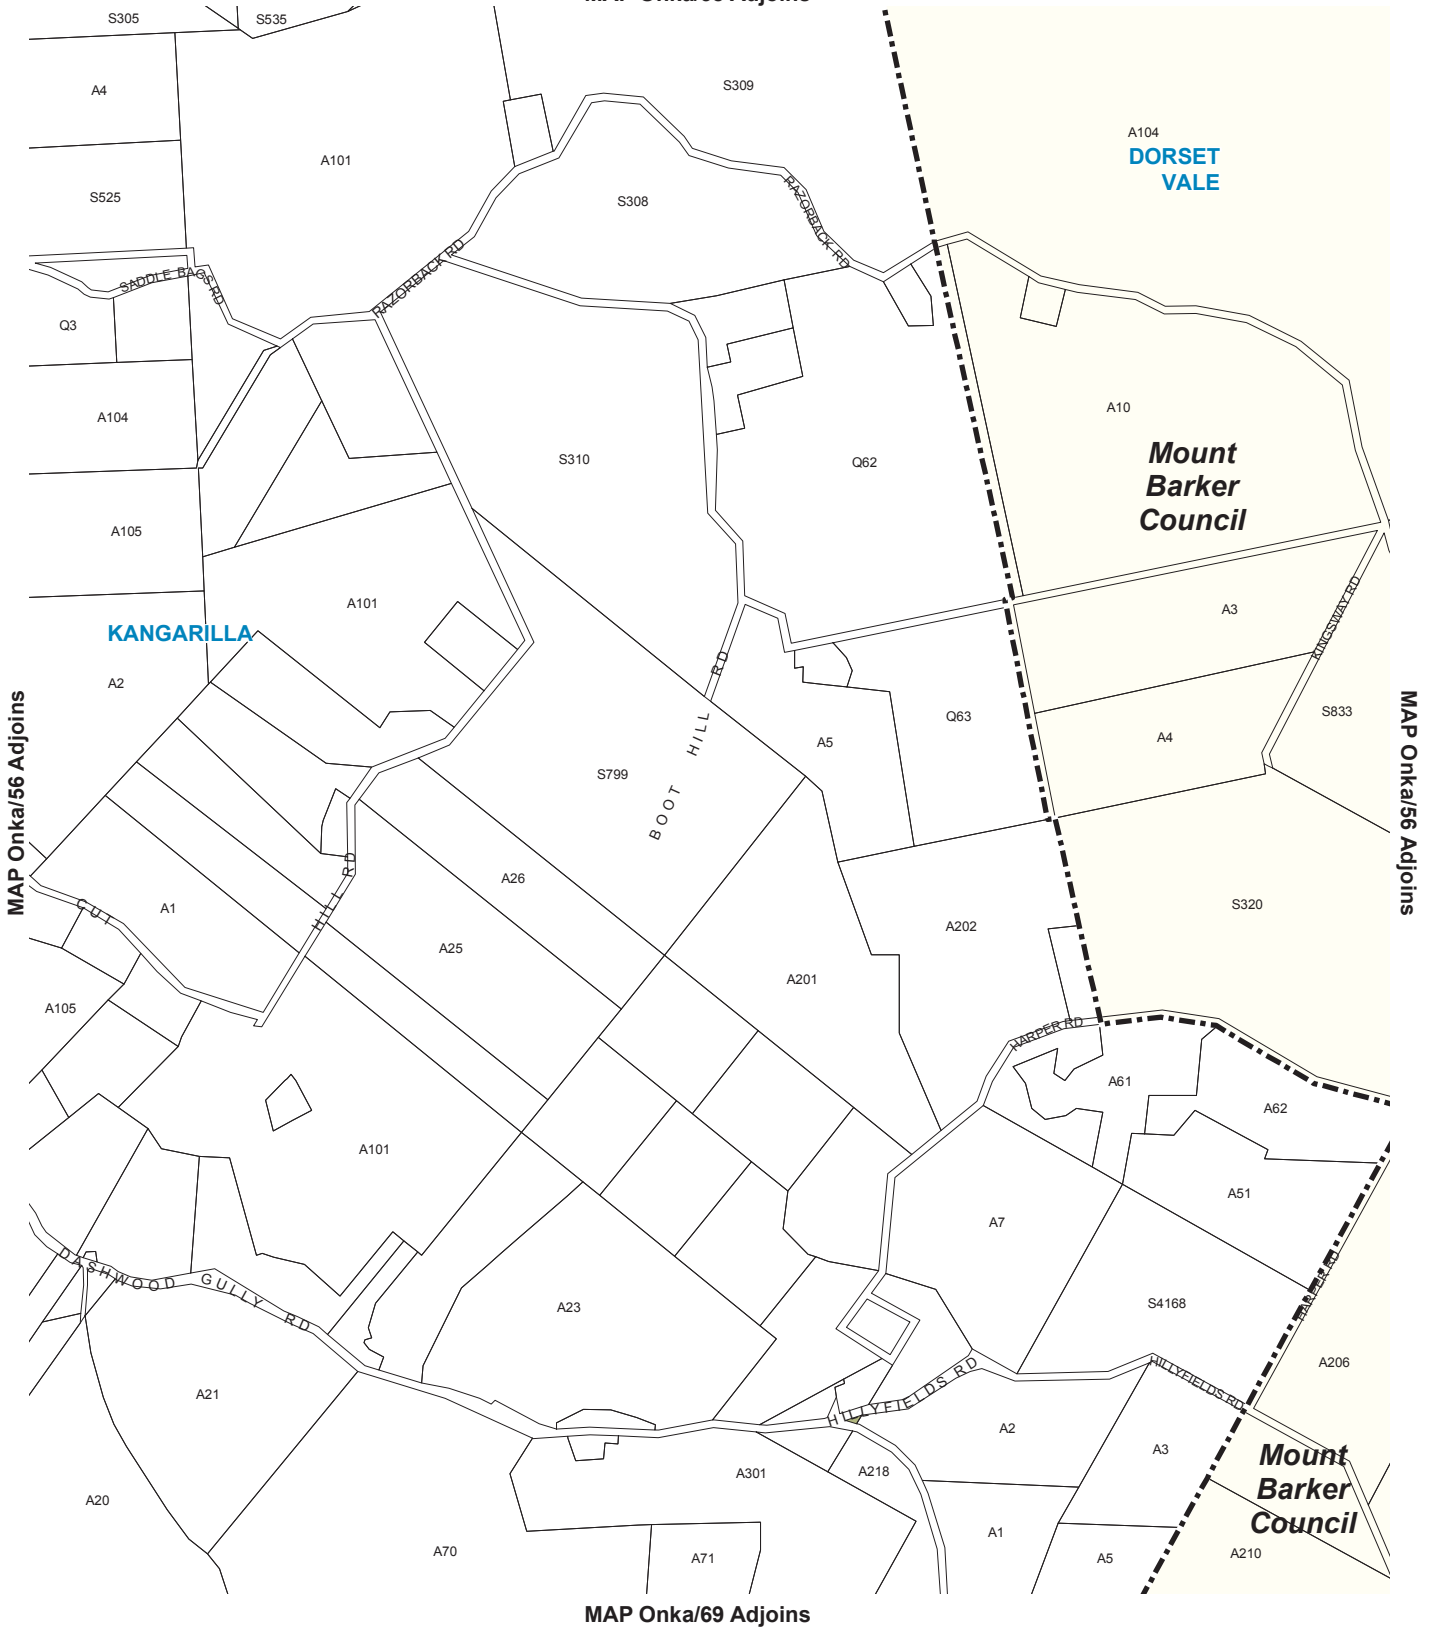 S305
S535
A4
S309
A104
DORSET
VALE
A101
S525
S308
RAZORBACK RD
RAZORBACK RD
SADDLE BAGS RD
Q3
A104
A10
S310
Q62
Mount
Barker
Council
A105
A101
A3
KINGSWAY RD
KANGARILLA
A2
BOOT HILL RD
Q63
S833
A5
A4
S799
MAP Onka/56 Adjoins
MAP Onka/56 Adjoins
HILL RD
A26
CUT
A1
S320
A25
A202
A201
A105
HARPER RD
A61
A62
A101
A51
A7
DASHWOOD GULLY RD
HARPER RD
A23
S4168
HILLYFIELDS RD
HILLYFIELDS RD
A206
A21
A2
A3
Mount
Barker
Council
A301
A218
A20
A1
A70
A71
A5
A210
MAP Onka/69 Adjoins